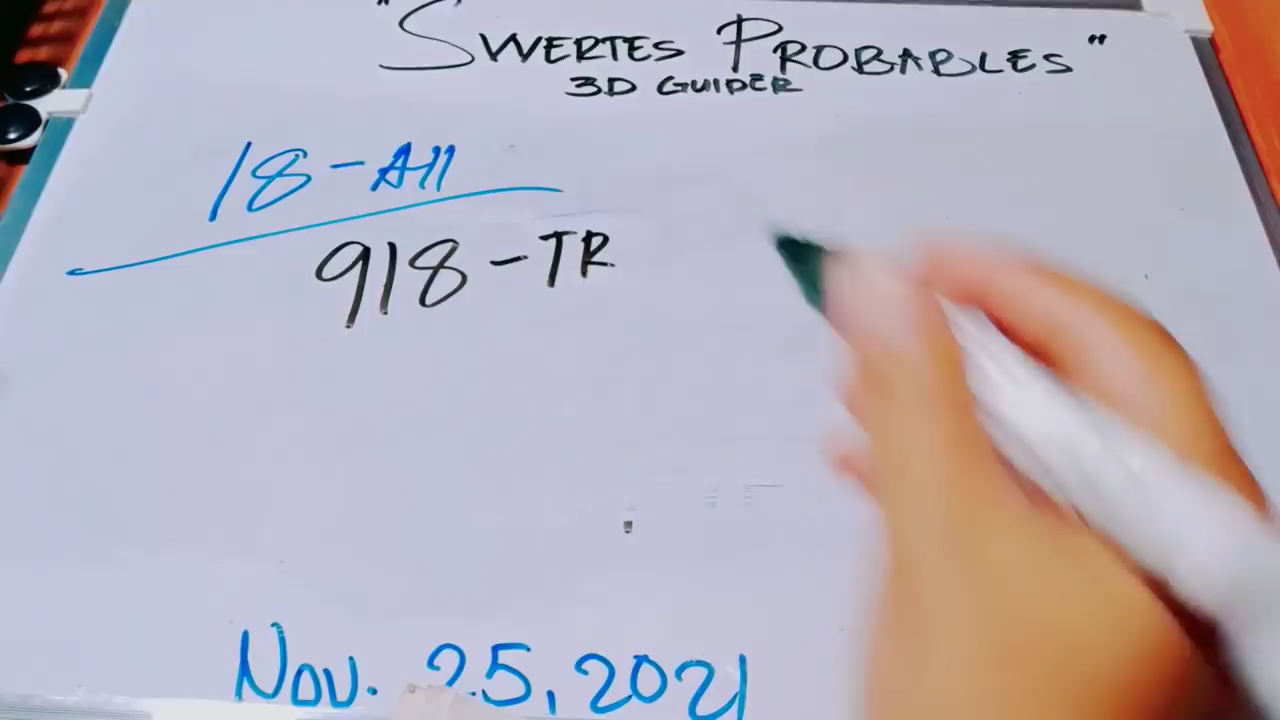 "SWERTES PROBABLES"
3D GUIDER
18-All
918-TR
Nov. 25, 2021